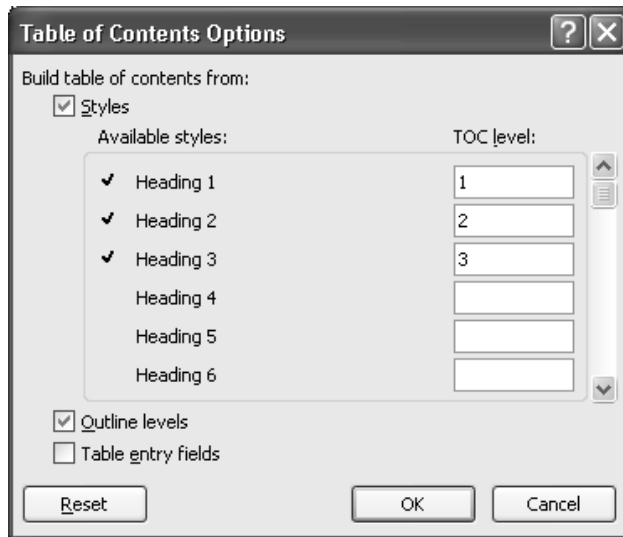 Table of Contents Options
Build table of contents from:
Styles
Available styles: TOC level:
Heading 1 1
Heading 2 2
Heading 3 3
Heading 4
Heading 5
Heading 6
Outline levels
Table entry fields
Reset OK Cancel